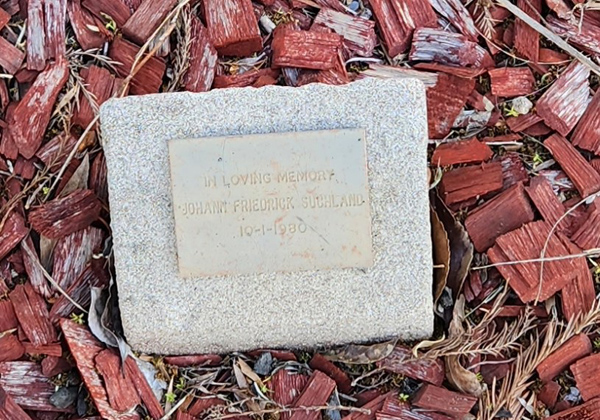 IN LOVING MEMORY
JOHANN FRIEDRICK SUCHLAND
10-1-1980